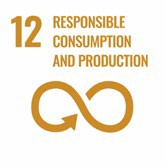 12 RESPONSIBLE
CONSUMPTION
AND PRODUCTION